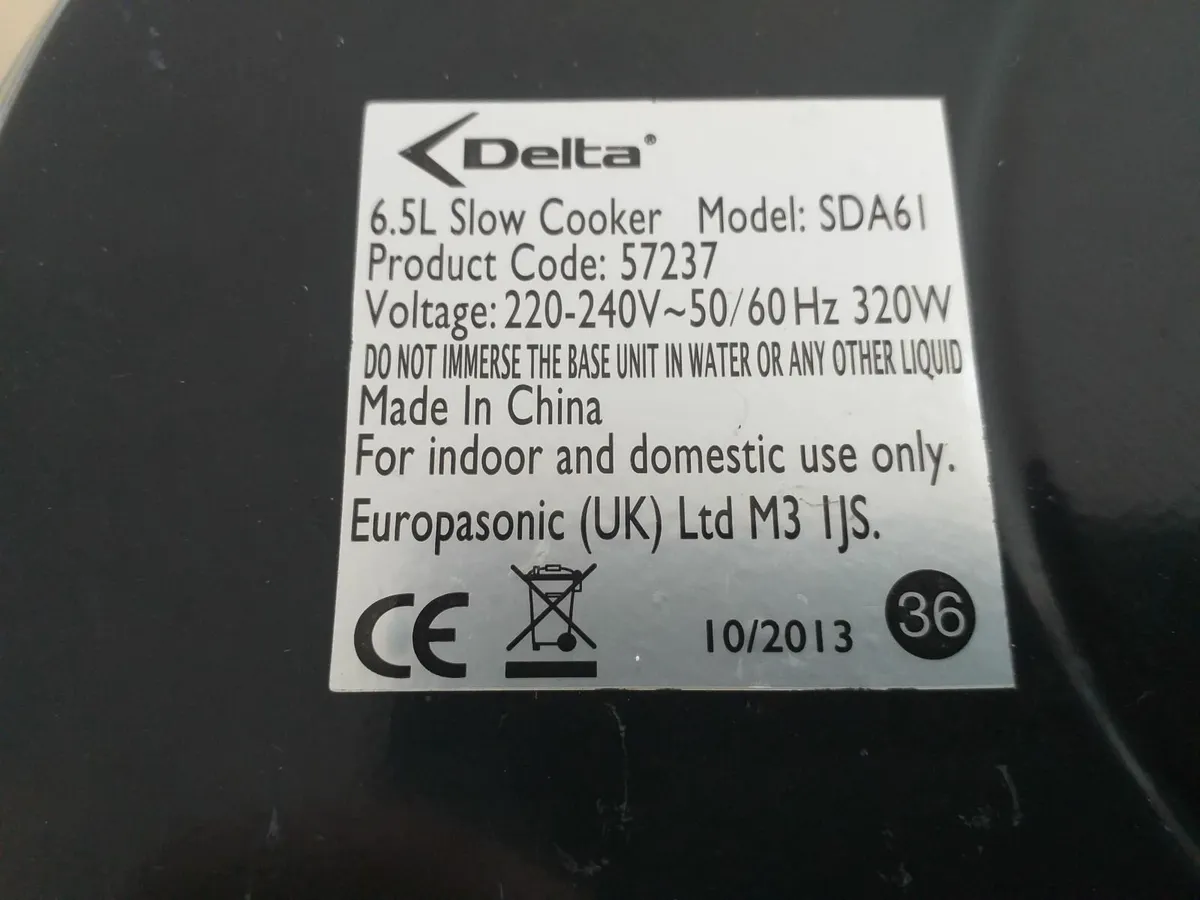 Delta®
6.5L Slow Cooker Model: SDA61
Product Code: 57237
Voltage: 220-240V~50/60Hz 320W
DO NOT IMMERSE THE BASE UNIT IN WATER OR ANY OTHER LIQUID
Made In China
For indoor and domestic use only.
Europasonic (UK) Ltd M3 1JS.
CE
10/2013
36